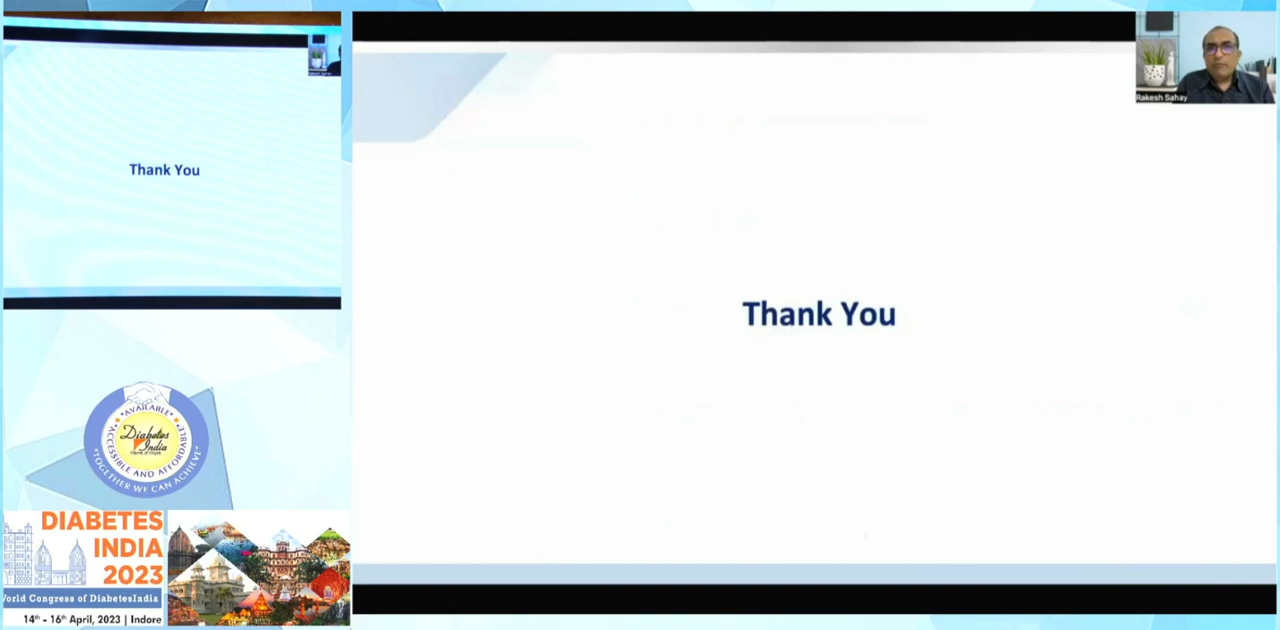 Thank You
Rakesh Sahay
Thank You
AVAILABLE
ACCESSIBLE AND AFFORDABLE
Diabetes
India
TOGETHER WE CAN ACHIEVE
DIABETES
INDIA
2023
World Congress of DiabetesIndia
14th - 16th April, 2023 | Indore